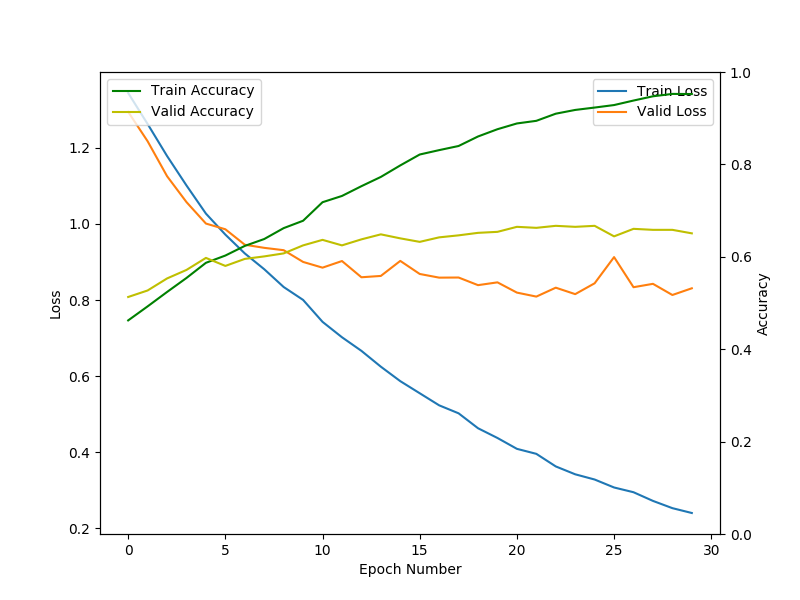 Train Accuracy
Valid Accuracy
Train Loss
Valid Loss
1.2
1.0
0.8
0.6
0.4
0.2
Loss
1.0
0.8
0.6
0.4
0.2
0.0
Accuracy
0 5 10 15 20 25 30
Epoch Number